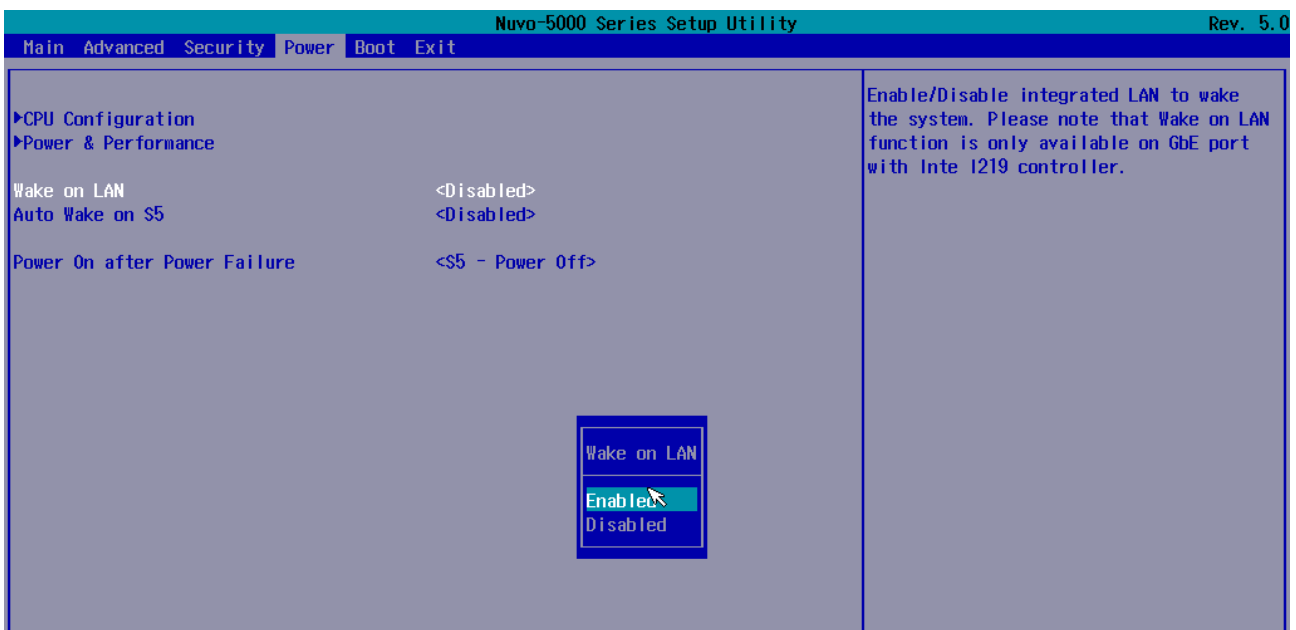 Nuvo-5000 Series Setup Utility Rev. 5.0
Main Advanced Security Power Boot Exit
▶CPU Configuration
▶Power & Performance
Wake on LAN <Disabled>
Auto Wake on S5 <Disabled>
Power On after Power Failure <S5 - Power Off>
Enable/Disable integrated LAN to wake
the system. Please note that Wake on LAN
function is only available on GbE port
with Inte I219 controller.
Wake on LAN
Enabled
Disabled